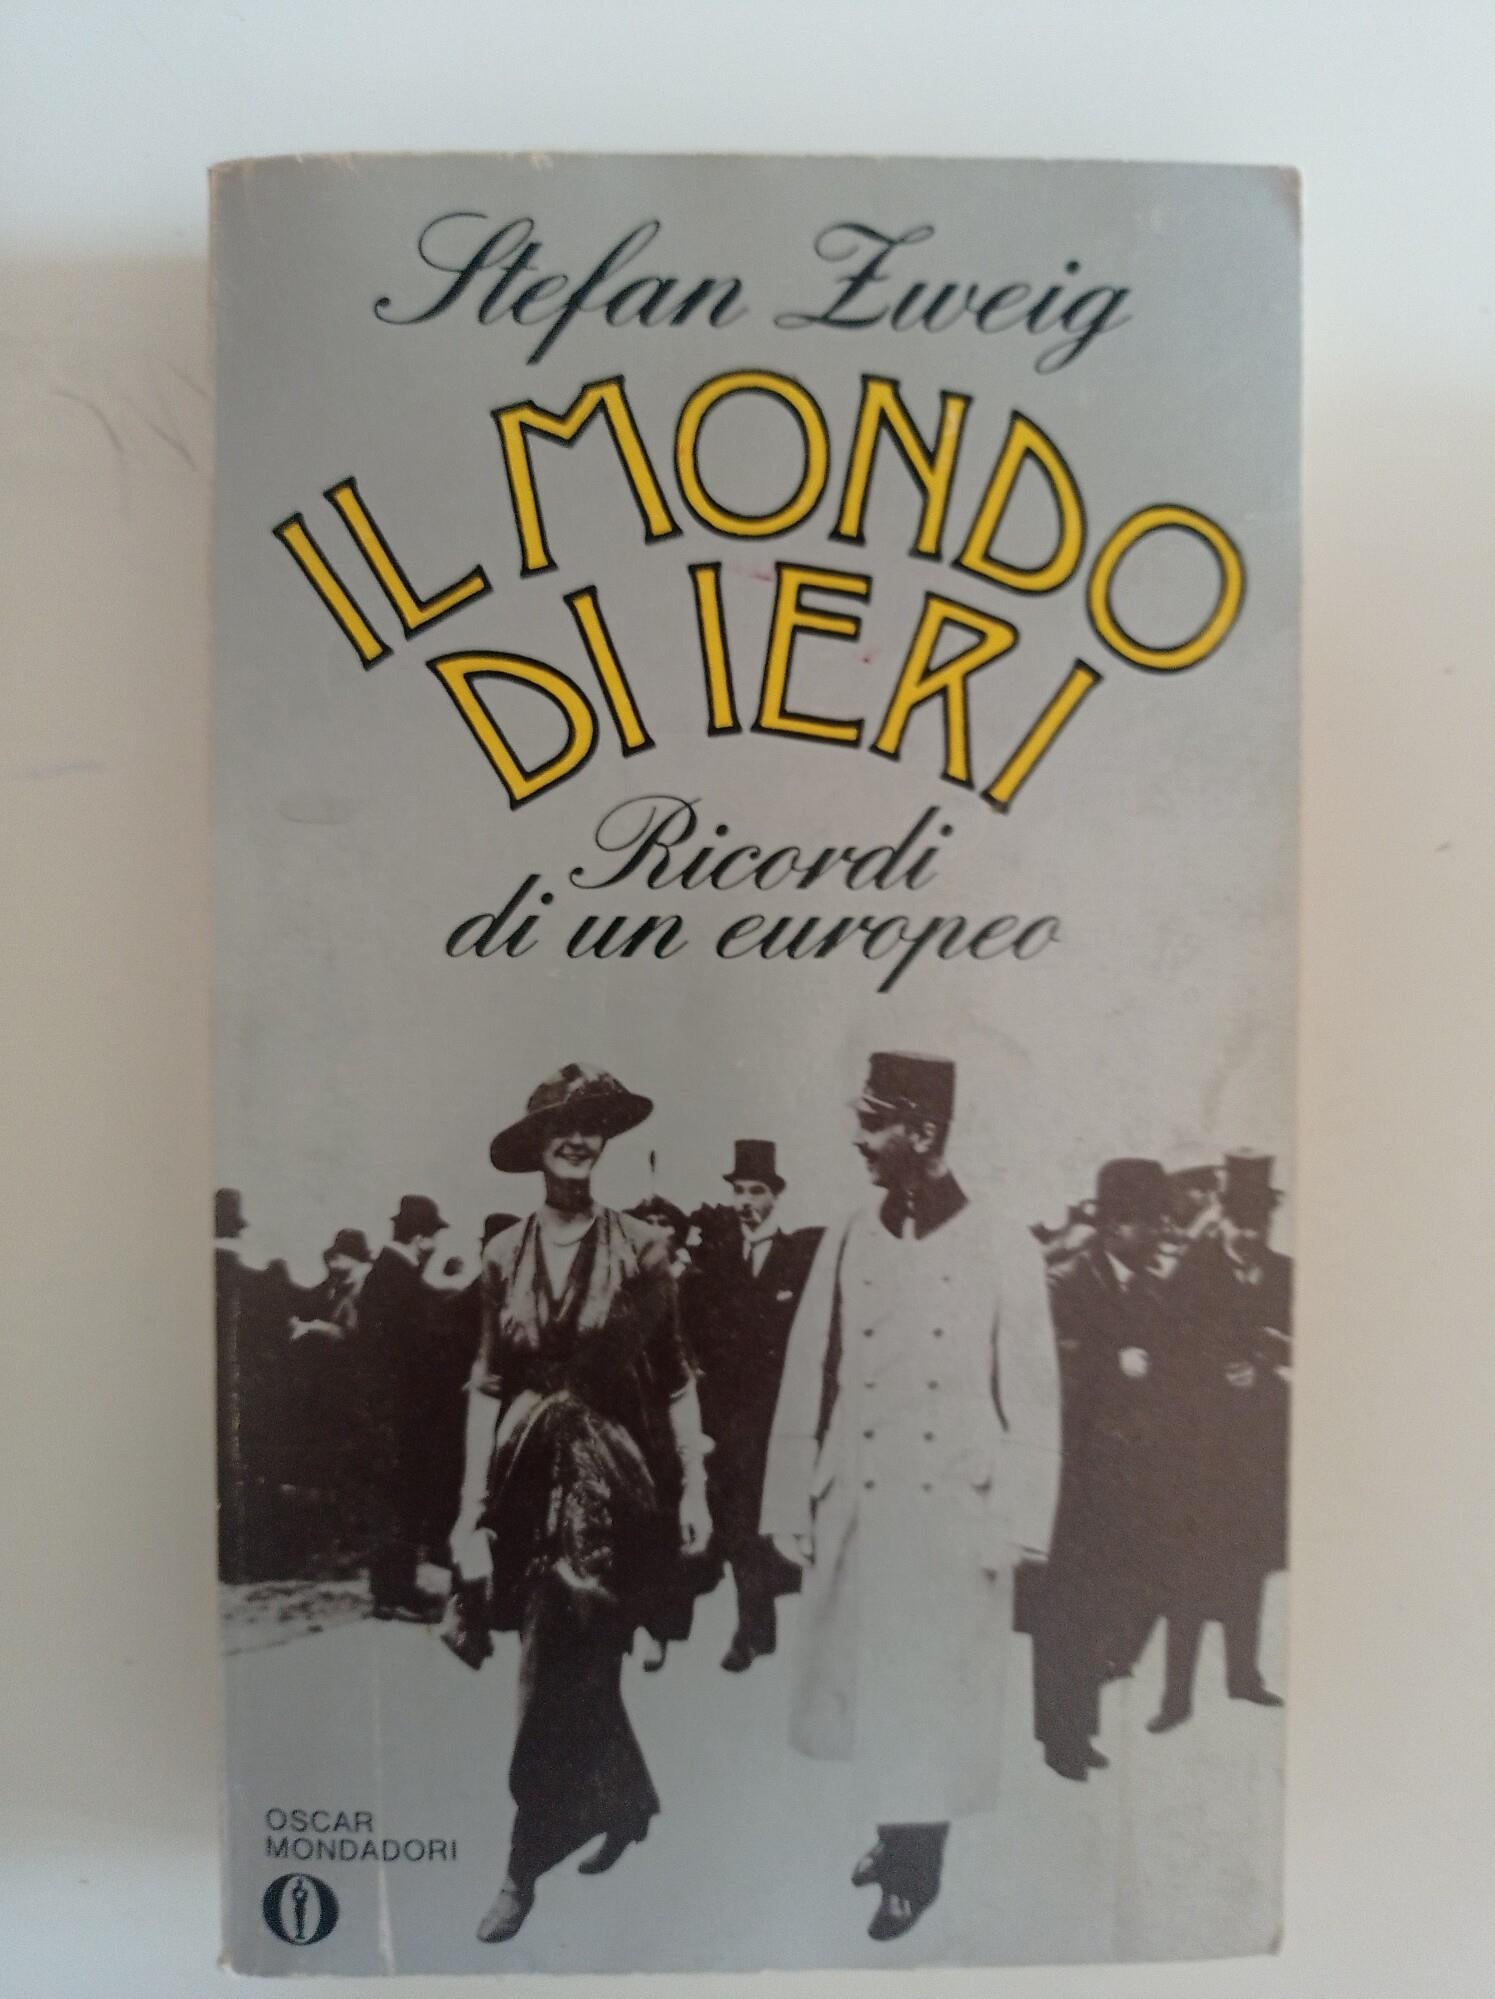 Stefan Zweig
IL MONDO
DI IERI
Ricordi
di un europeo
OSCAR
MONDADORI